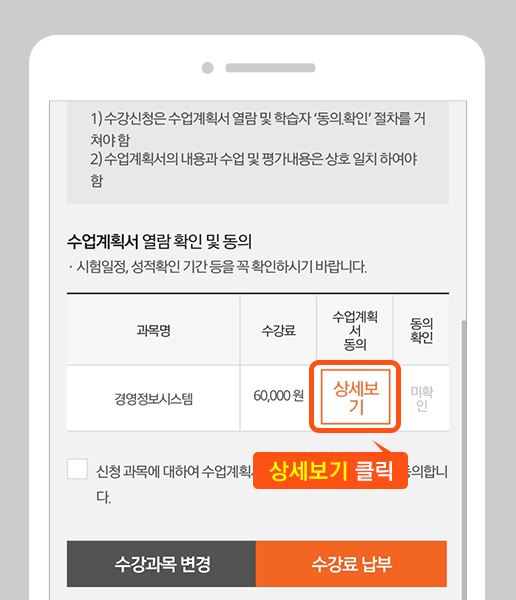 1) 수강신청은 수업계획서 열람 및 학습자 ‘동의.확인’ 절차를 거
쳐야 함
2) 수업계획서의 내용과 수업 및 평가내용은 상호 일치 하여야
함
수업계획서 열람 확인 및 동의
· 시험일정, 성적확인 기간 등을 꼭 확인하시기 바랍니다.
과목명
수강료
수업계획
서
동의
동의
확인
경영정보시스템
60,000 원
상세보
기
미확
인
신청 과목에 대하여 수업계획 동의합니
다.
상세보기 클릭
수강과목 변경
수강료 납부